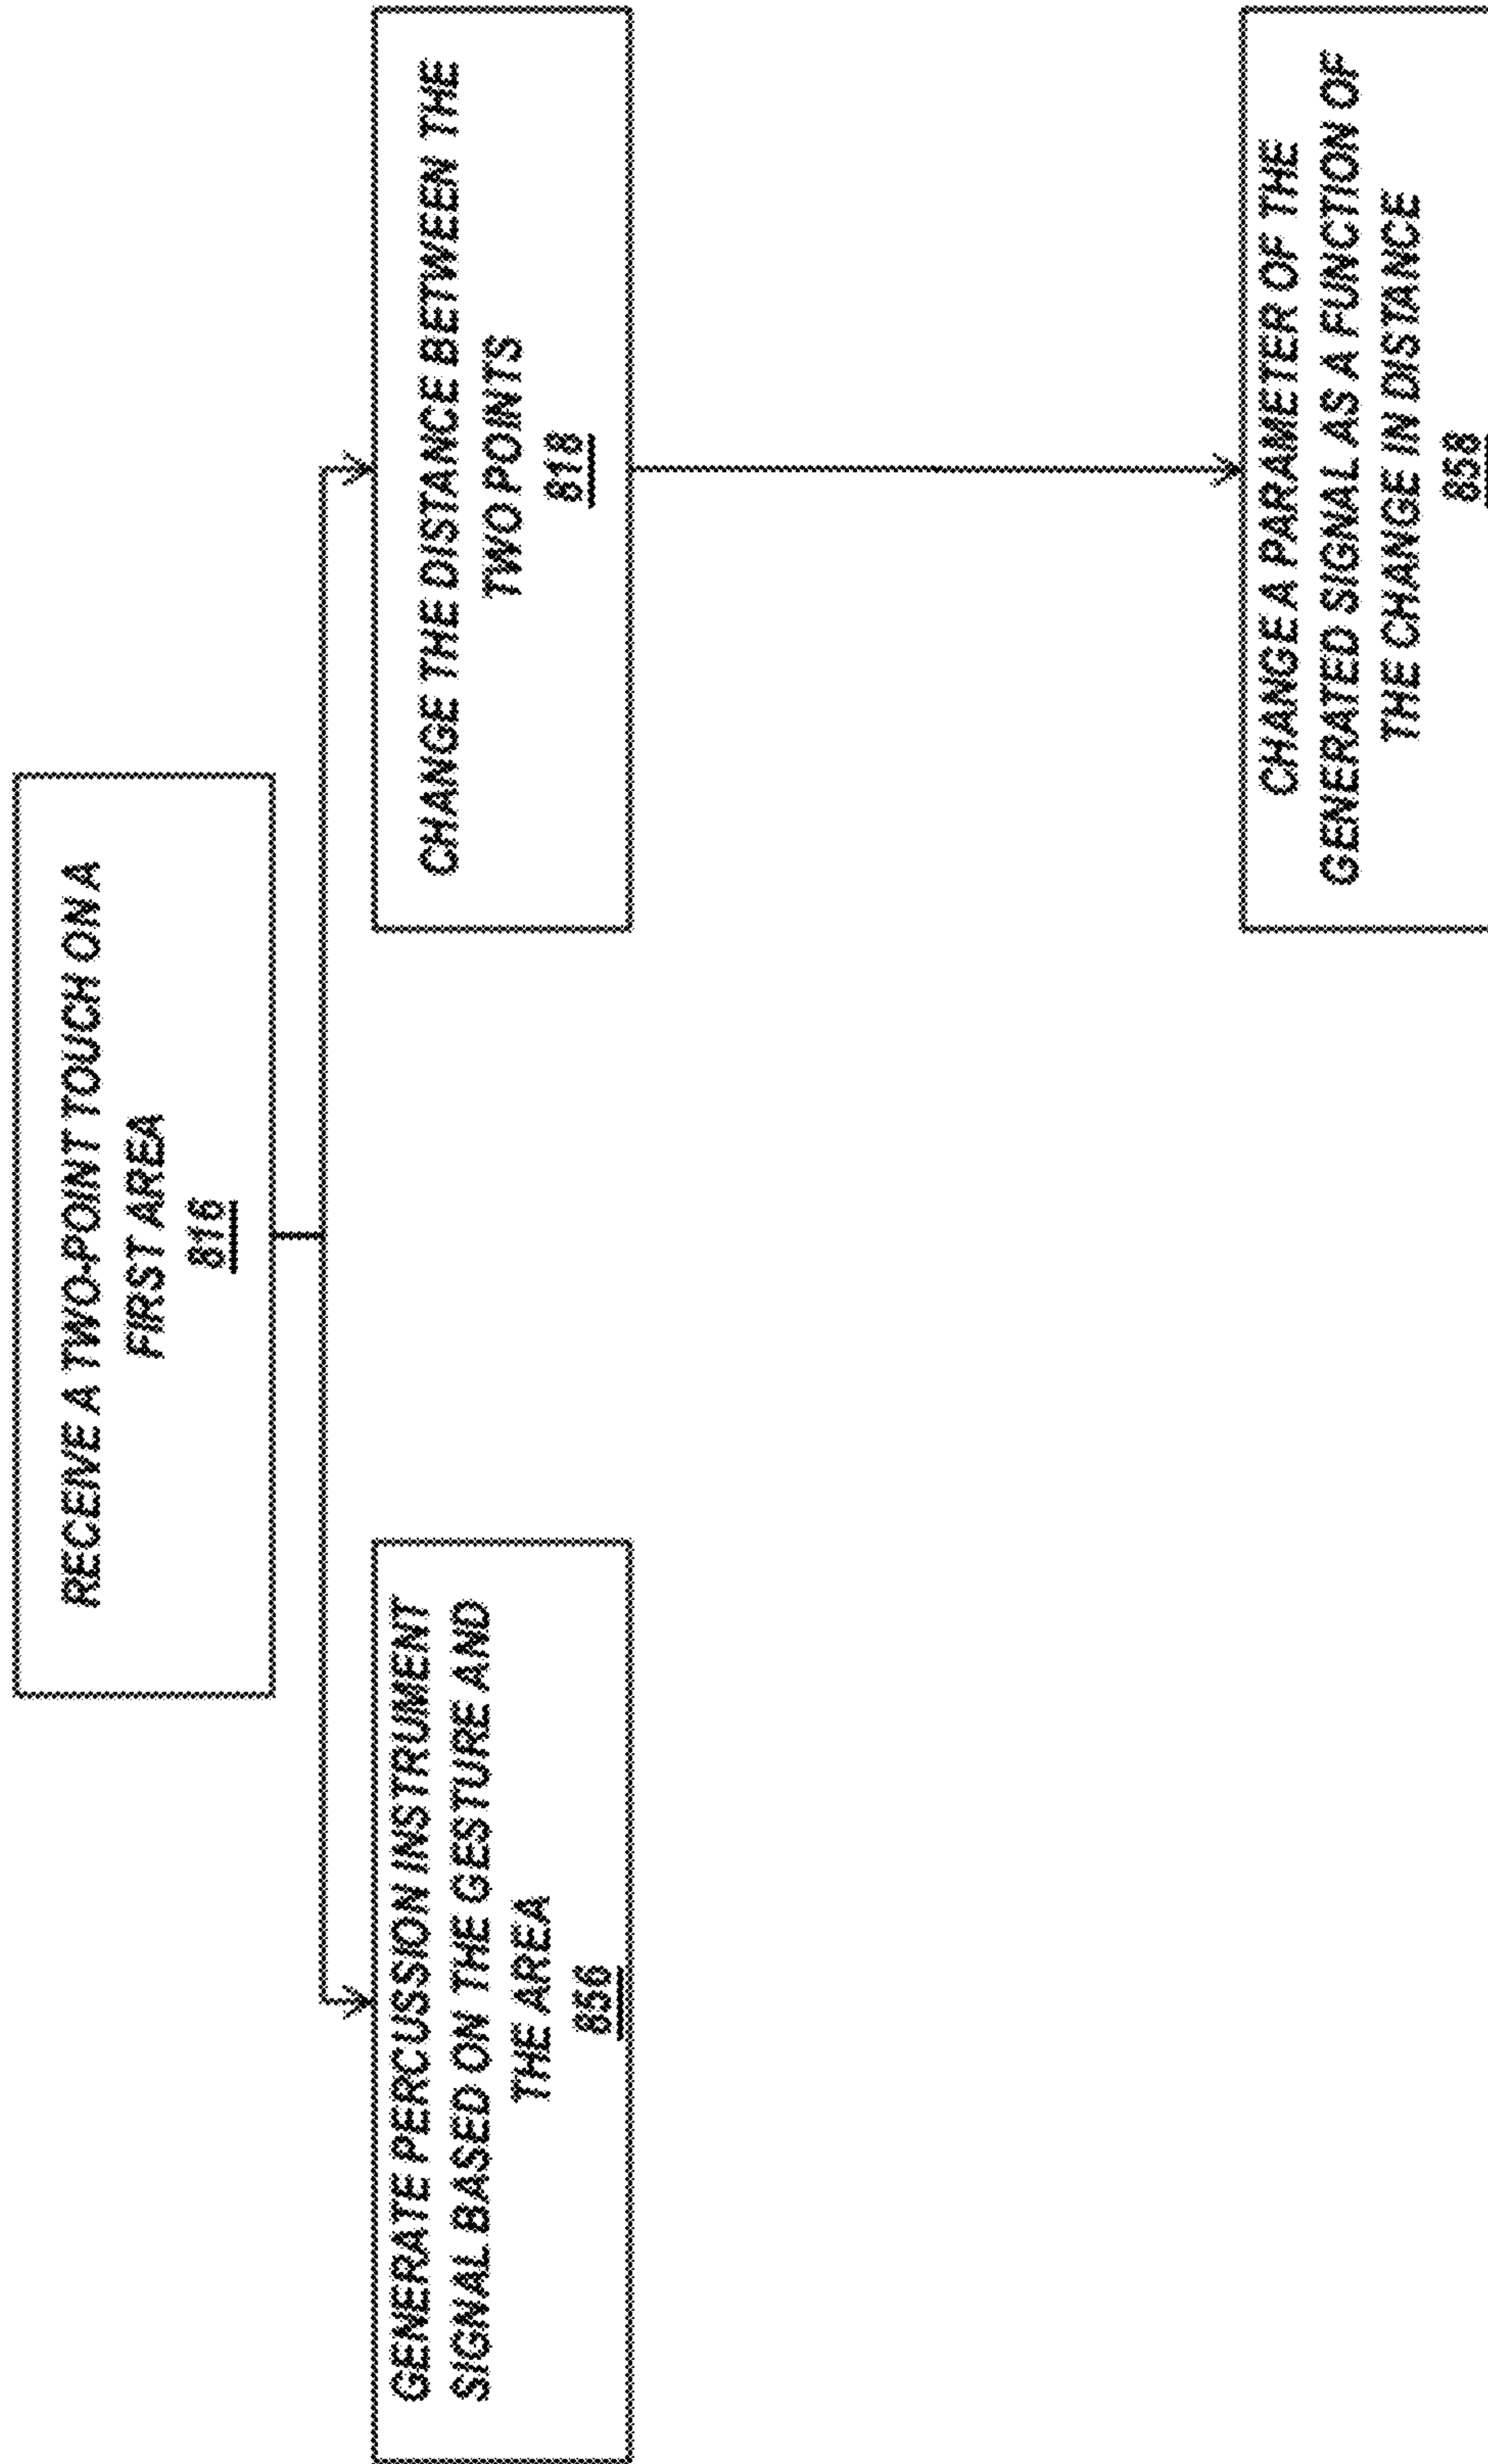 RECEIVE A TWO-POINT TOUCH ON A
FIRST AREA
816
GENERATE PERCUSSION INSTRUMENT
SIGNAL BASED ON THE GESTURE AND
THE AREA
856
CHANGE THE DISTANCE BETWEEN THE
TWO POINTS
818
CHANGE A PARAMETER OF THE
GENERATED SIGNAL AS A FUNCTION OF
THE CHANGE IN DISTANCE
858